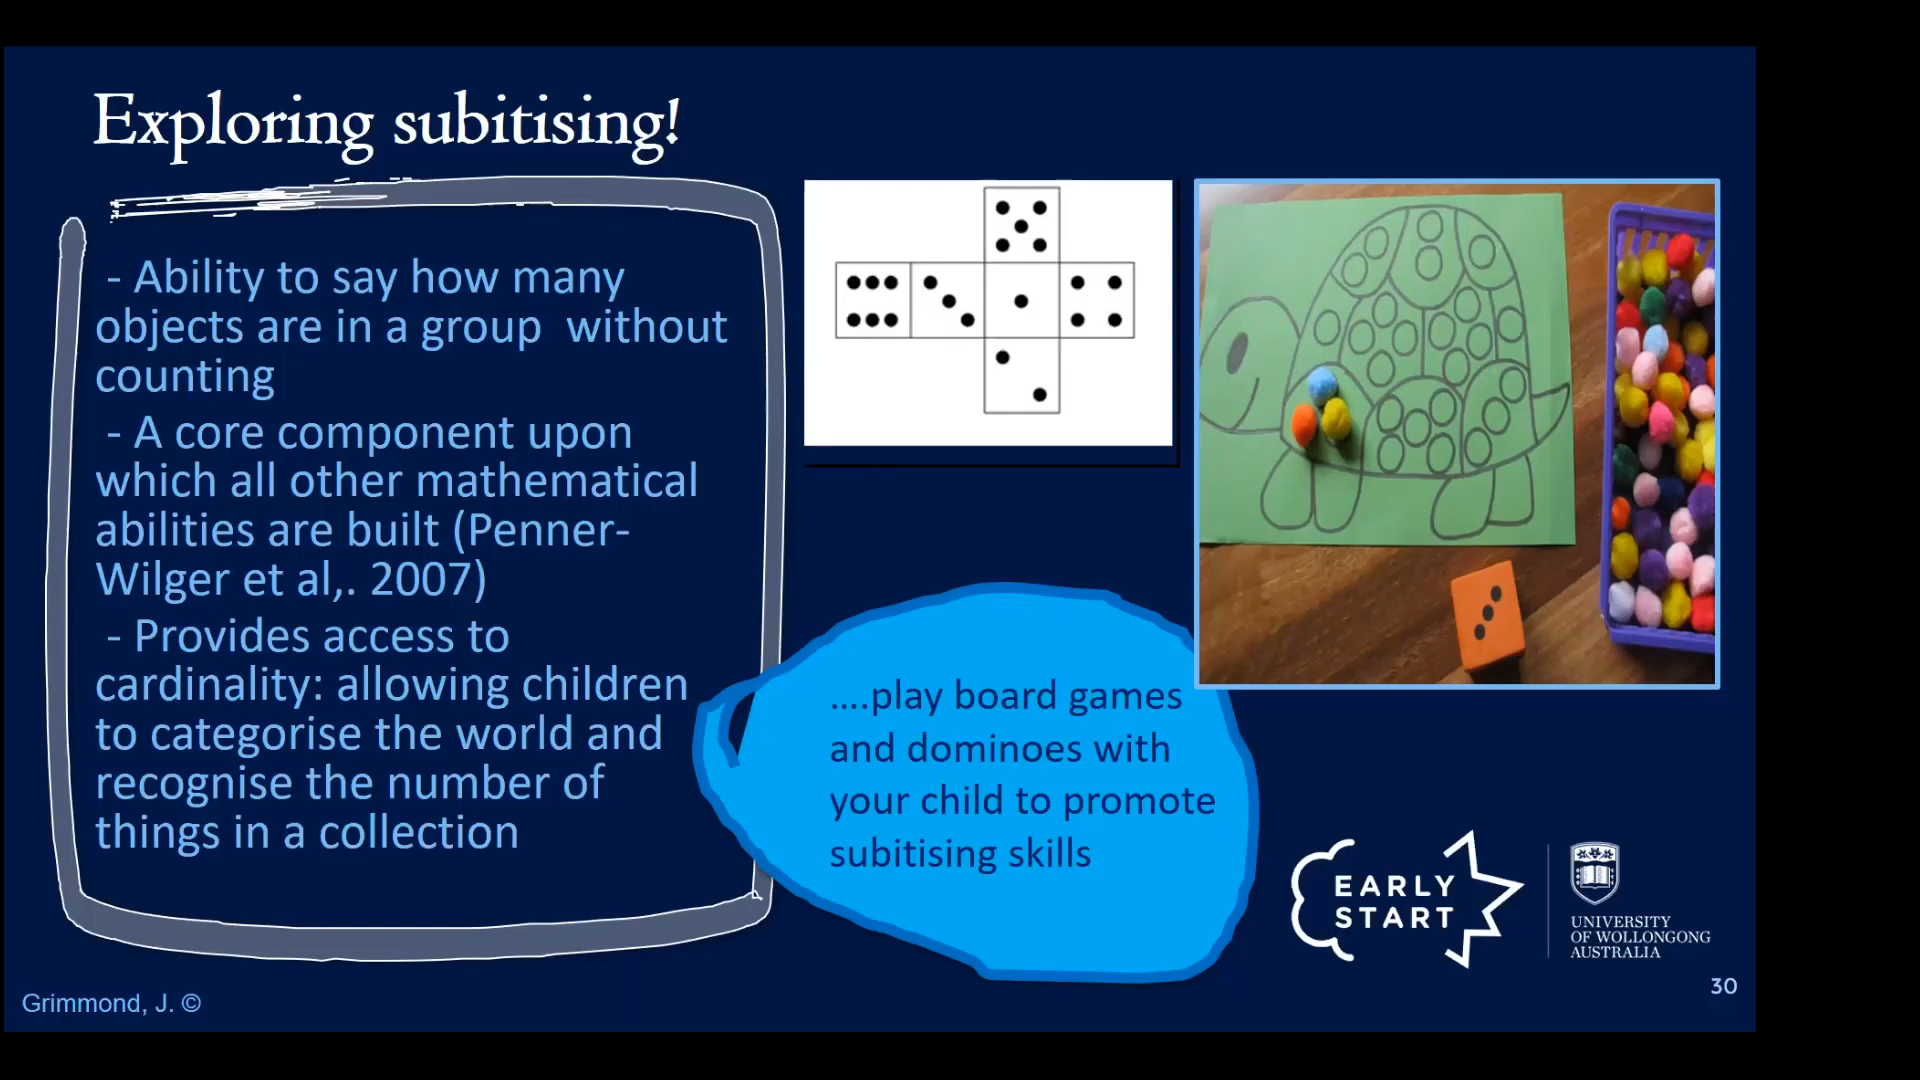 Exploring subitising!
- Ability to say how many
objects are in a group  without
counting
- A core component upon
which all other mathematical
abilities are built (Penner-
Wilger et al,. 2007)
- Provides access to
cardinality: allowing children
to categorise the world and
recognise the number of
things in a collection
....play board games
and dominoes with
your child to promote
subitising skills
EARLY
START
UNIVERSITY
OF WOLLONGONG
AUSTRALIA
30
Grimmond, J. ©